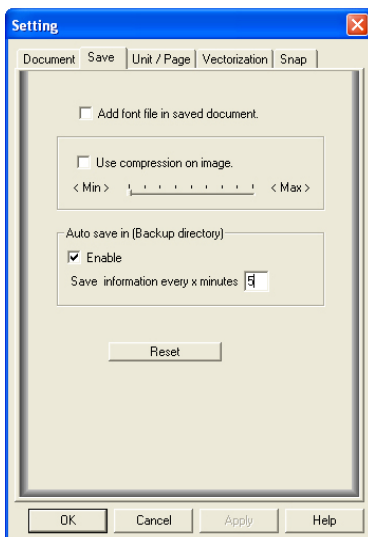 Setting
Document Save Unit / Page Vectorization Snap
Add font file in saved document.
Use compression on image.
< Min > < Max >
Auto save in (Backup directory)
Enable
Save information every x minutes 5
Reset
OK Cancel Apply Help